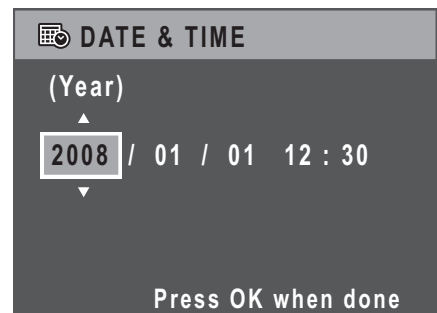 DATE & TIME
(Year)
2008 / 01 / 01 12 : 30
Press OK when done